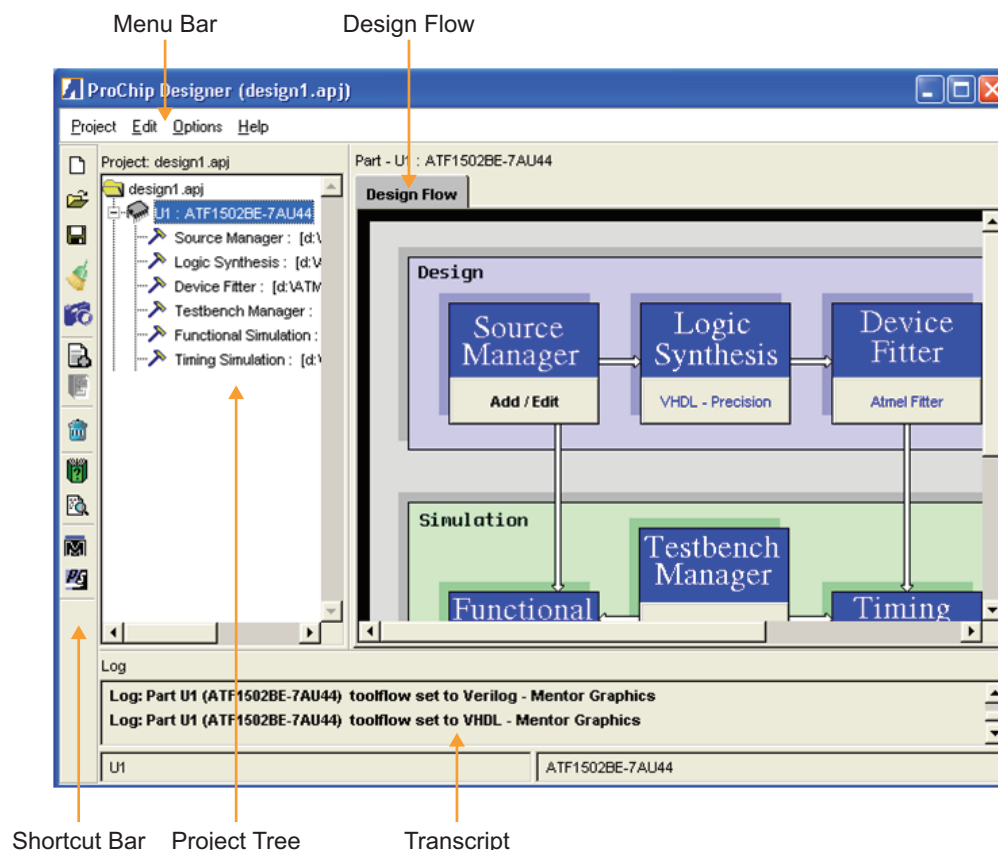 Menu Bar
Design Flow
ProChip Designer (design1.apj)
Project Edit Options Help
Project: design1.apj
design1.apj
U1 : ATF1502BE-7AU44
Source Manager : [d:\
Logic Synthesis : [d:\
Device Fitter : [d:\ATM
Testbench Manager :
Functional Simulation :
Timing Simulation : [d:\
Part - U1 : ATF1502BE-7AU44
Design Flow
Design
Source Manager
Add / Edit
Logic Synthesis
VHDL - Precision
Device Fitter
Atmel Fitter
Simulation
Testbench Manager
Functional
Timing
Log
Log: Part U1 (ATF1502BE-7AU44) toolflow set to Verilog - Mentor Graphics
Log: Part U1 (ATF1502BE-7AU44) toolflow set to VHDL - Mentor Graphics
U1
ATF1502BE-7AU44
Shortcut Bar
Project Tree
Transcript